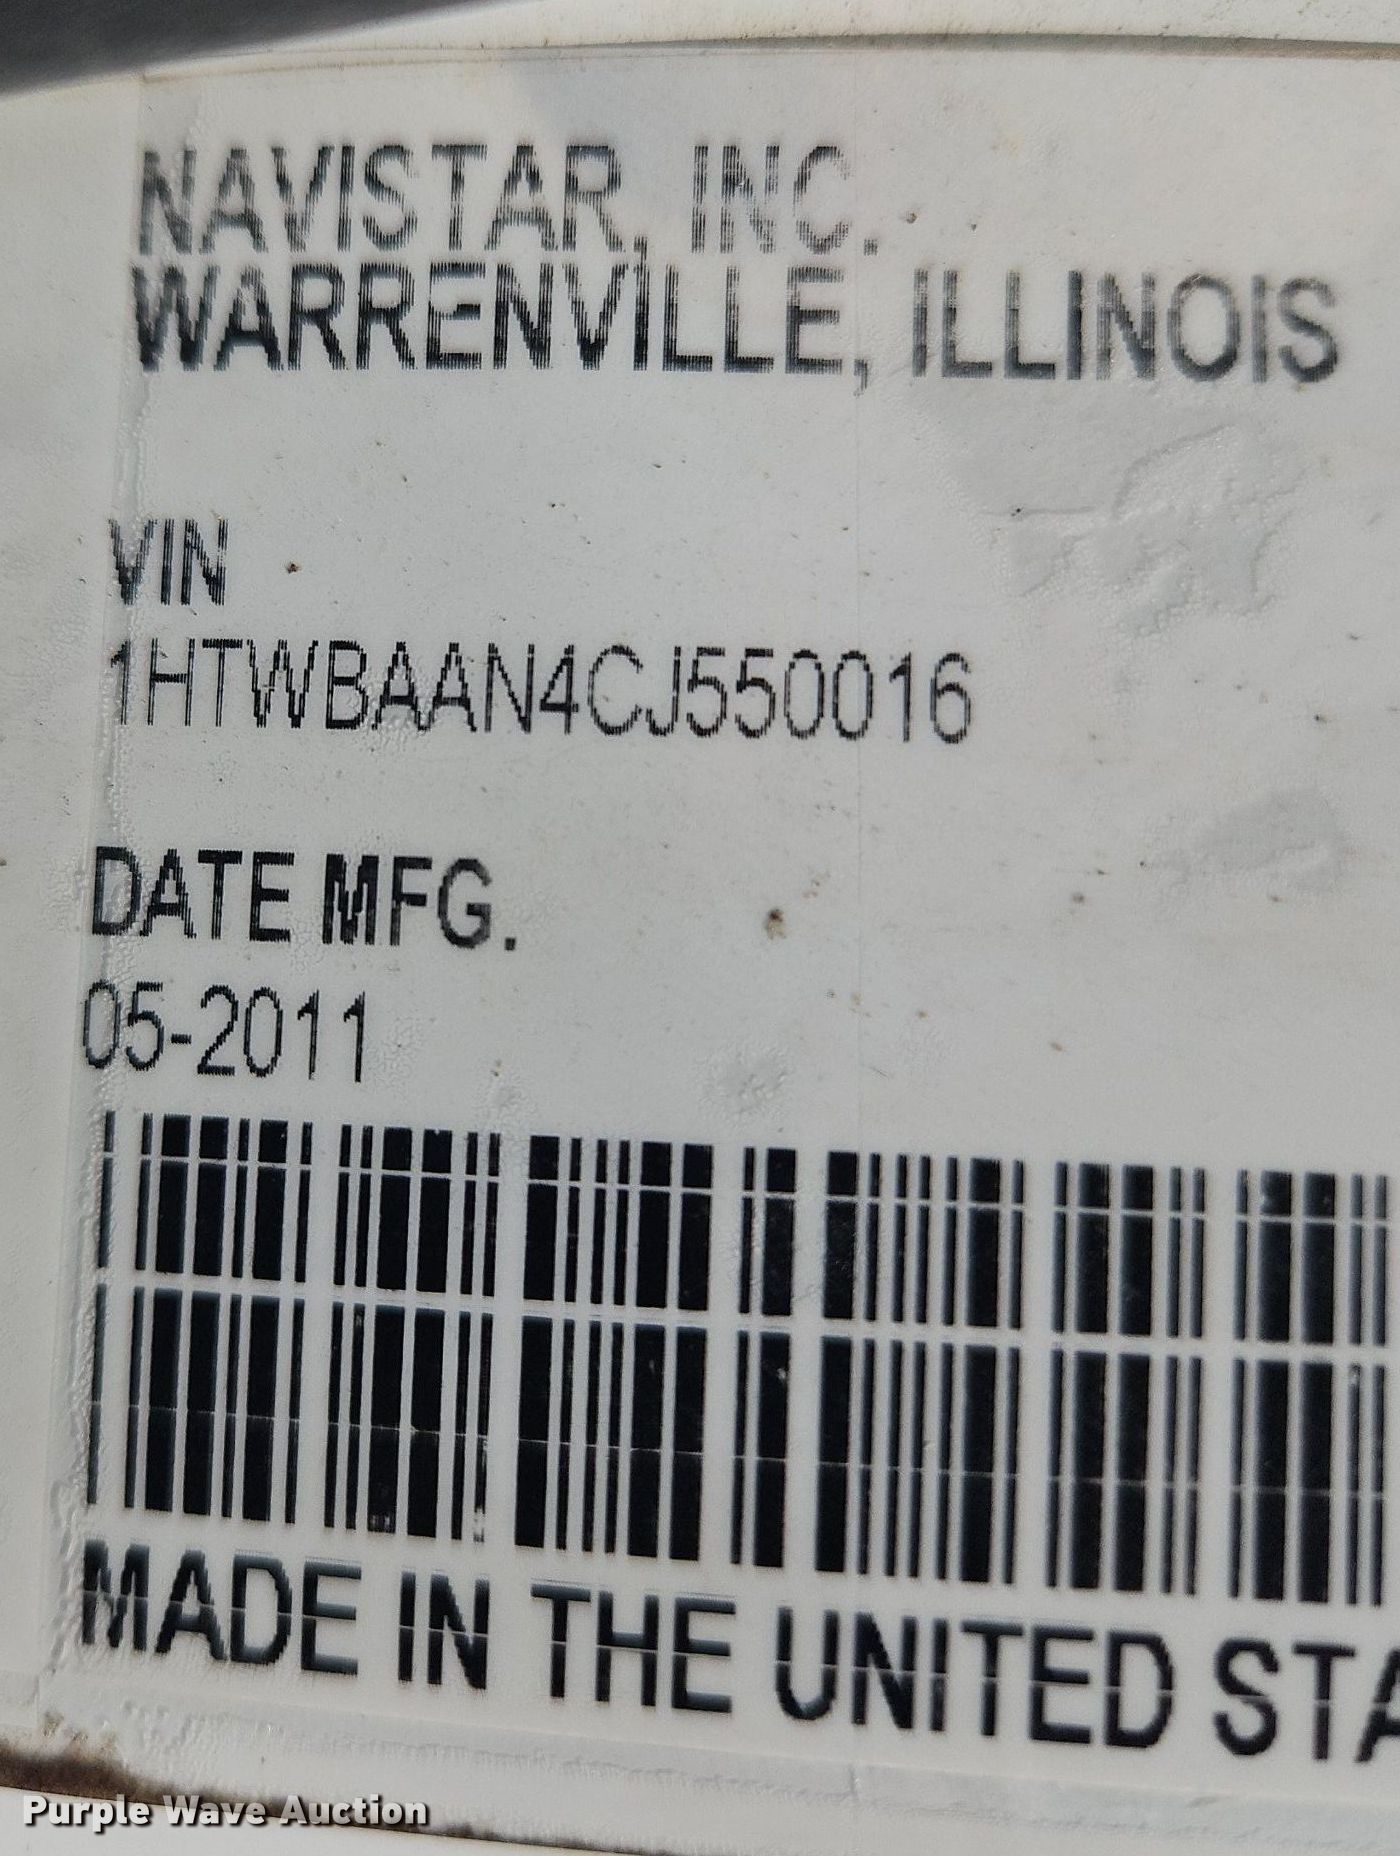 NAVISTAR, INC.
WARRENVILLE, ILLINOIS
VIN
1HTWBAAN4CJ550016
DATE MFG.
05-2011
MADE IN THE UNITED STA
Purple Wave Auction